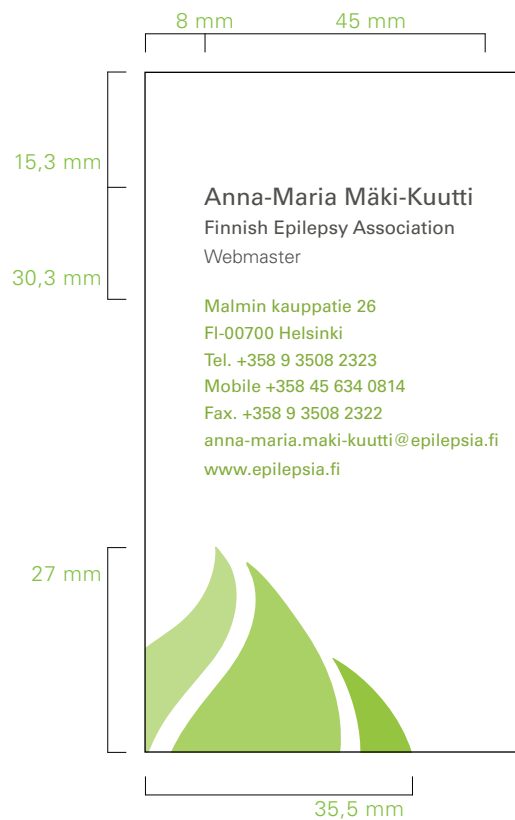 8 mm
45 mm
15,3 mm
30,3 mm
Anna-Maria Mäki-Kuutti
Finnish Epilepsy Association
Webmaster
Malmin kauppatie 26
FI-00700 Helsinki
Tel. +358 9 3508 2323
Mobile +358 45 634 0814
Fax. +358 9 3508 2322
anna-maria.maki-kuutti@epilepsia.fi
www.epilepsia.fi
27 mm
35,5 mm